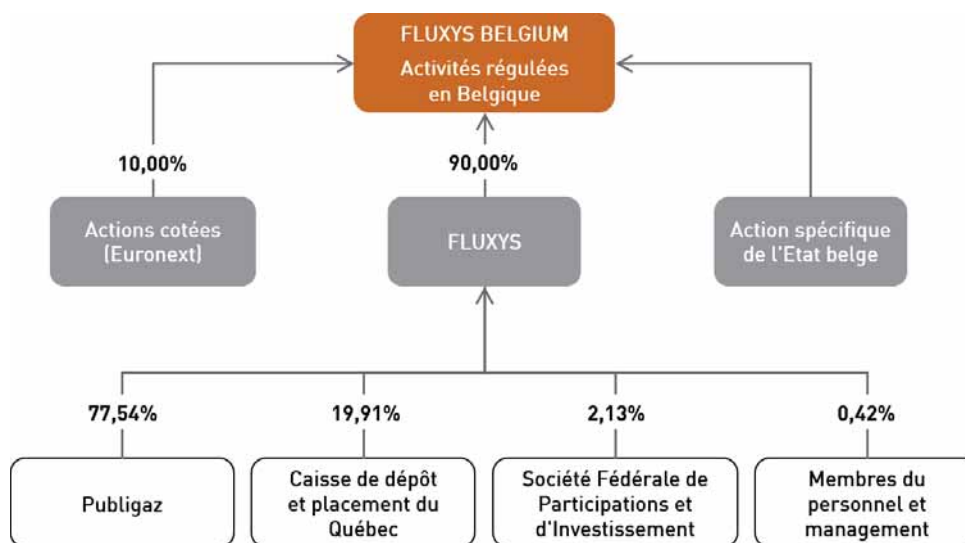 FLUXYS BELGIUM
Activités régulées
en Belgique
10,00%
90,00%
Actions cotées
(Euronext)
FLUXYS
Action spécifique
de l'Etat belge
77,54%
19,91%
2,13%
0,42%
Publigaz
Caisse de dépôt
et placement du
Québec
Société Fédérale de
Participations et
d'Investissement
Membres du
personnel et
management